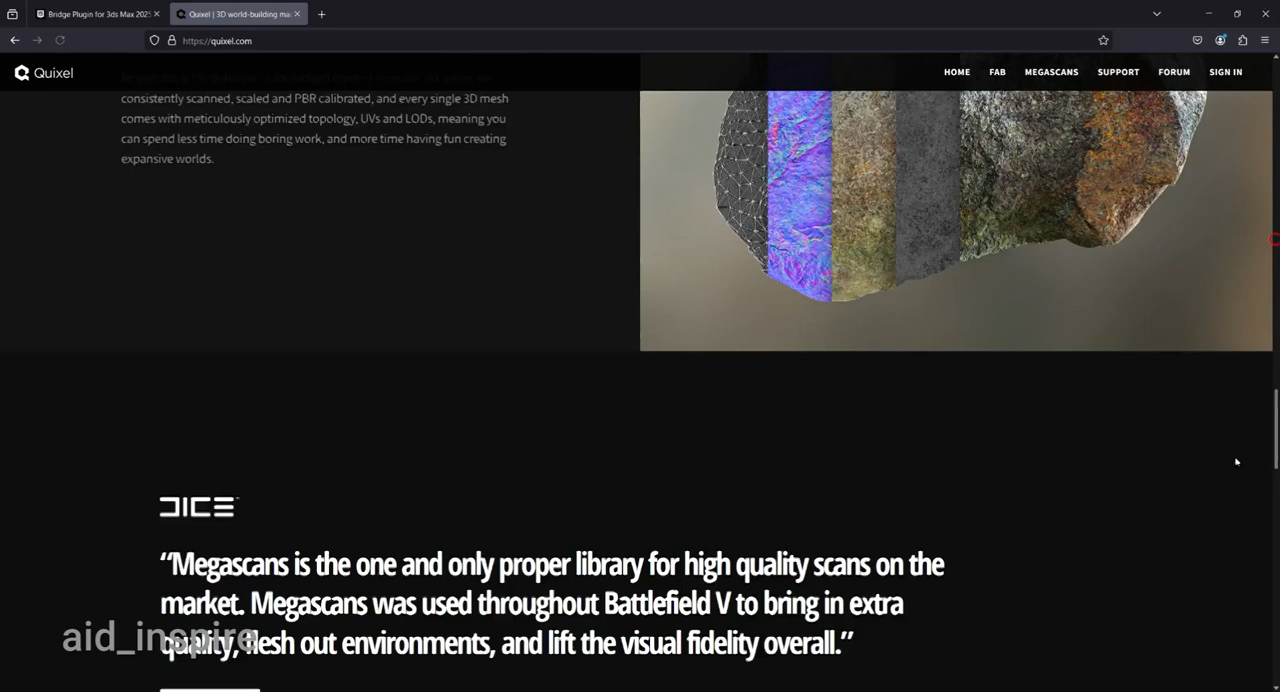 Bridge Plugin for 3ds Max 2025
Quixel | 3D world-building ma
https://quixel.com
Quixel
HOME FAB MEGASCANS SUPPORT FORUM SIGN IN
consistently scanned, scaled and PBR calibrated, and every single 3D mesh
comes with meticulously optimized topology, UVs and LODs, meaning you
can spend less time doing boring work, and more time having fun creating
expansive worlds.
DICE
“Megascans is the one and only proper library for high quality scans on the
market. Megascans was used throughout Battlefield V to bring in extra
quality, flesh out environments, and lift the visual fidelity overall.”
aid_inspire